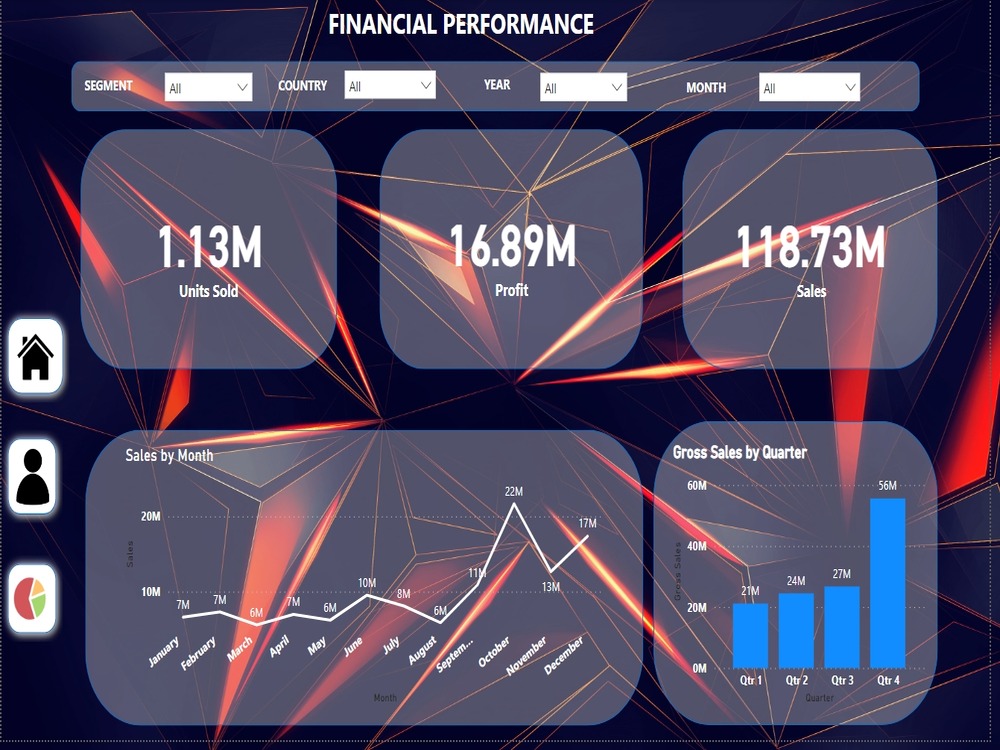 FINANCIAL PERFORMANCE
SEGMENT All COUNTRY All YEAR All MONTH All
1.13M
Units Sold
16.89M
Profit
118.73M
Sales
Sales by Month
Sales
20M
10M
7M 7M 6M 7M 6M 10M 8M 6M 11M 22M 13M 17M
January February March April May June July August Septem... October November December
Month
Gross Sales by Quarter
Gross Sales
60M
40M
20M
0M
21M 24M 27M 56M
Qtr 1 Qtr 2 Qtr 3 Qtr 4
Quarter